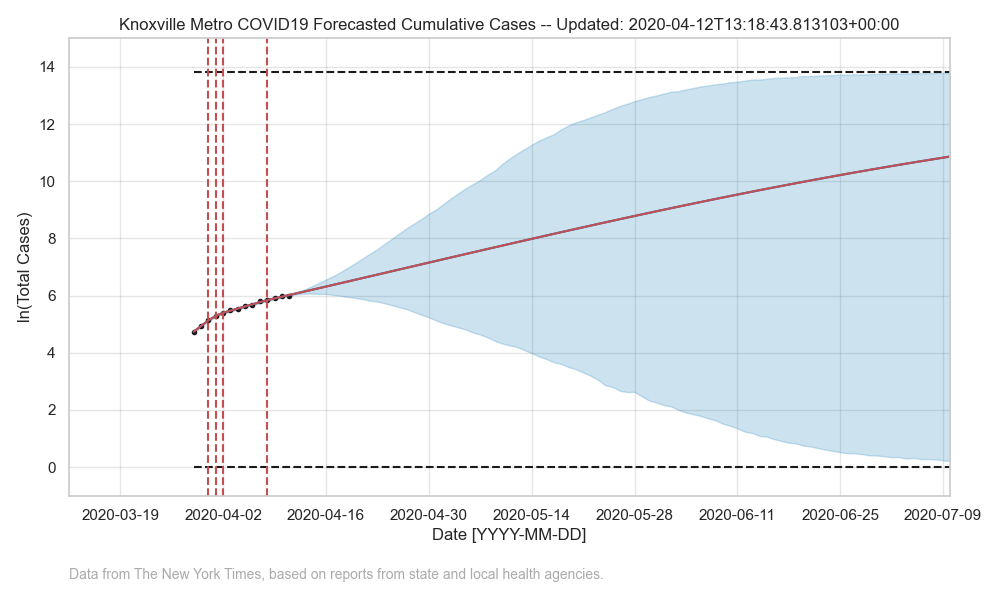 Knoxville Metro COVID19 Forecasted Cumulative Cases -- Updated: 2020-04-12T13:18:43.813103+00:00
ln(Total Cases)
14
12
10
8
6
4
2
0
2020-03-19 2020-04-02 2020-04-16 2020-04-30 2020-05-14 2020-05-28 2020-06-11 2020-06-25 2020-07-09
Date [YYYY-MM-DD]
Data from The New York Times, based on reports from state and local health agencies.